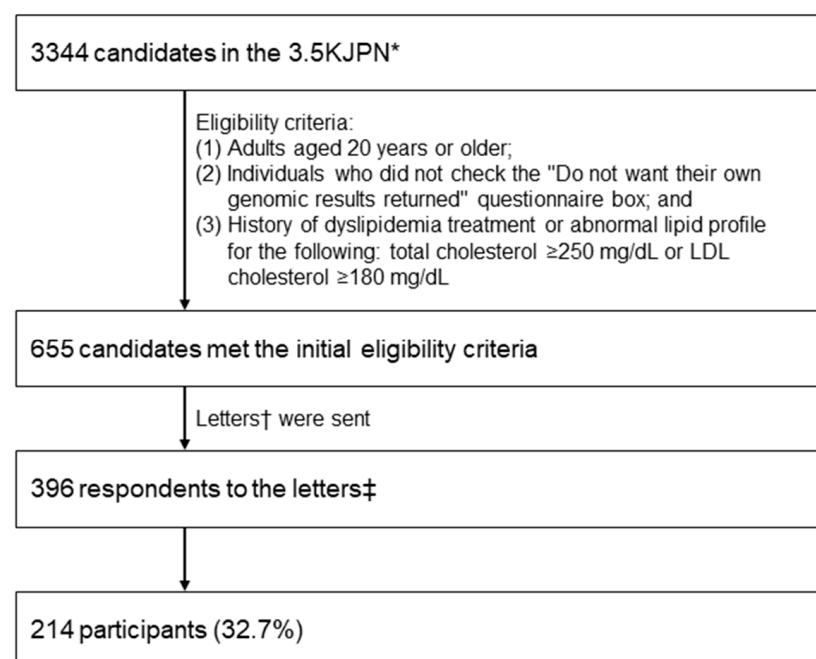 3344 candidates in the 3.5KJPN*
Eligibility criteria:
(1) Adults aged 20 years or older;
(2) Individuals who did not check the "Do not want their own
genomic results returned" questionnaire box; and
(3) History of dyslipidemia treatment or abnormal lipid profile
for the following: total cholesterol ≥250 mg/dL or LDL
cholesterol ≥180 mg/dL
655 candidates met the initial eligibility criteria
Letters† were sent
396 respondents to the letters‡
214 participants (32.7%)